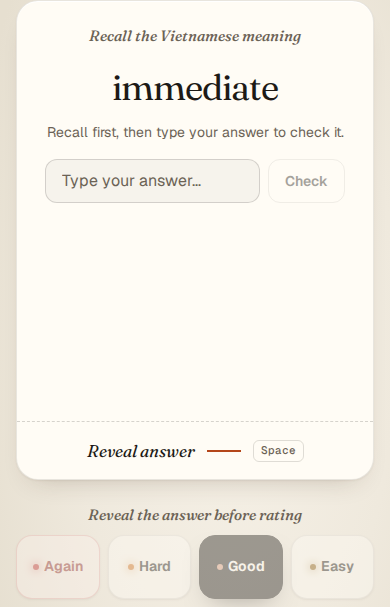 Recall the Vietnamese meaning
immediate
Recall first, then type your answer to check it.
Type your answer... Check
Reveal answer Space
Reveal the answer before rating
Again Hard Good Easy